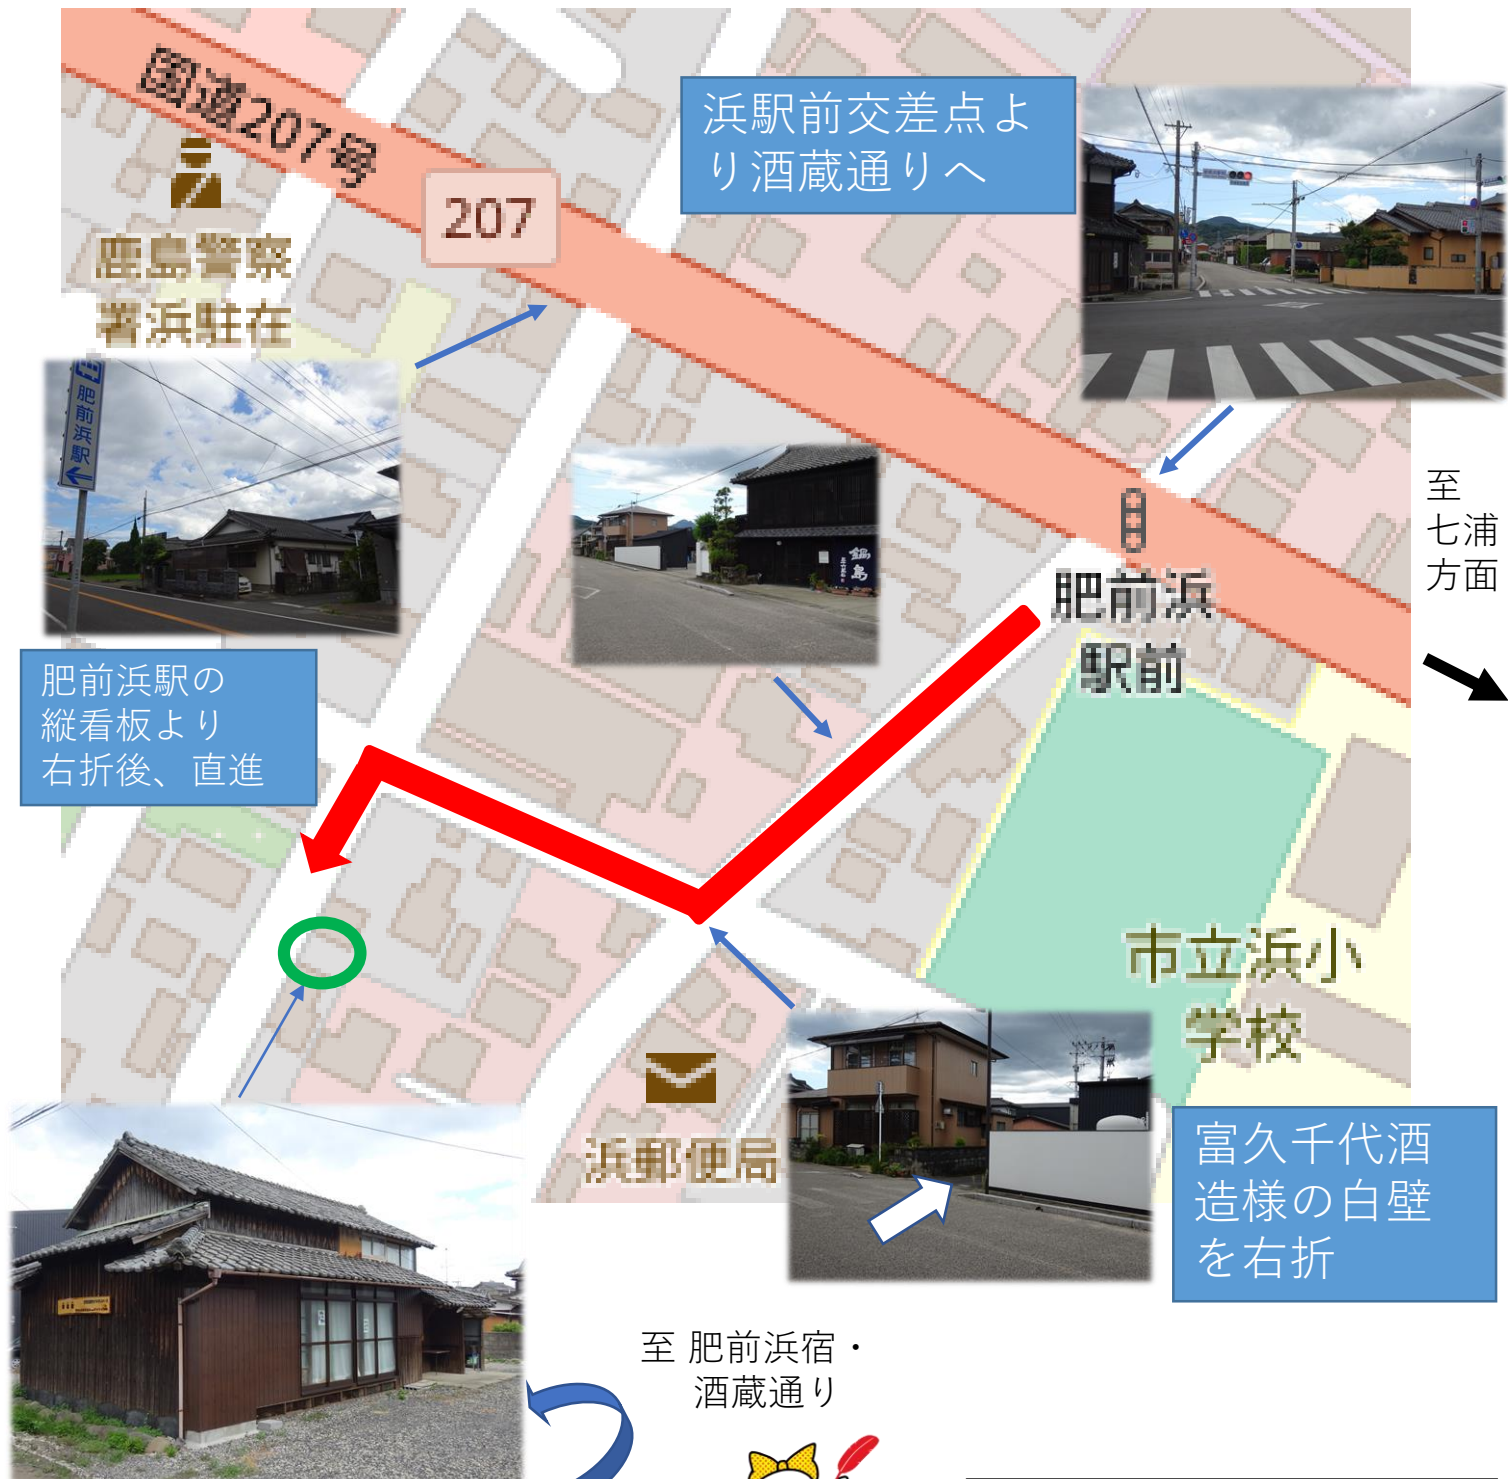 国道207号
207
浜駅前交差点よ
り酒蔵通りへ
鹿島警察
署浜駐在
肥前浜駅
鍋島
至
七浦
方面
肥前浜
駅前
肥前浜駅の
縦看板より
右折後、直進
市立浜小
学校
浜郵便局
富久千代酒
造様の白壁
を右折
至 肥前浜宿・
酒蔵通り